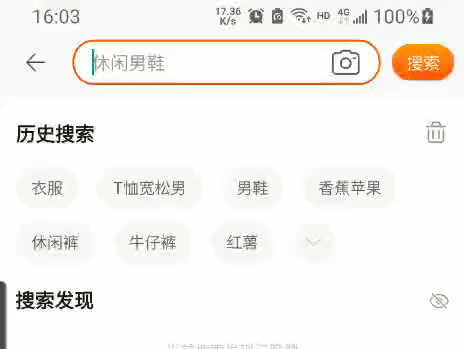 16:03 17.36 K/s HD 4G 100%
休闲男鞋 搜索
历史搜索
衣服 T恤宽松男 男鞋 香蕉苹果
休闲裤 牛仔裤 红薯
搜索发现